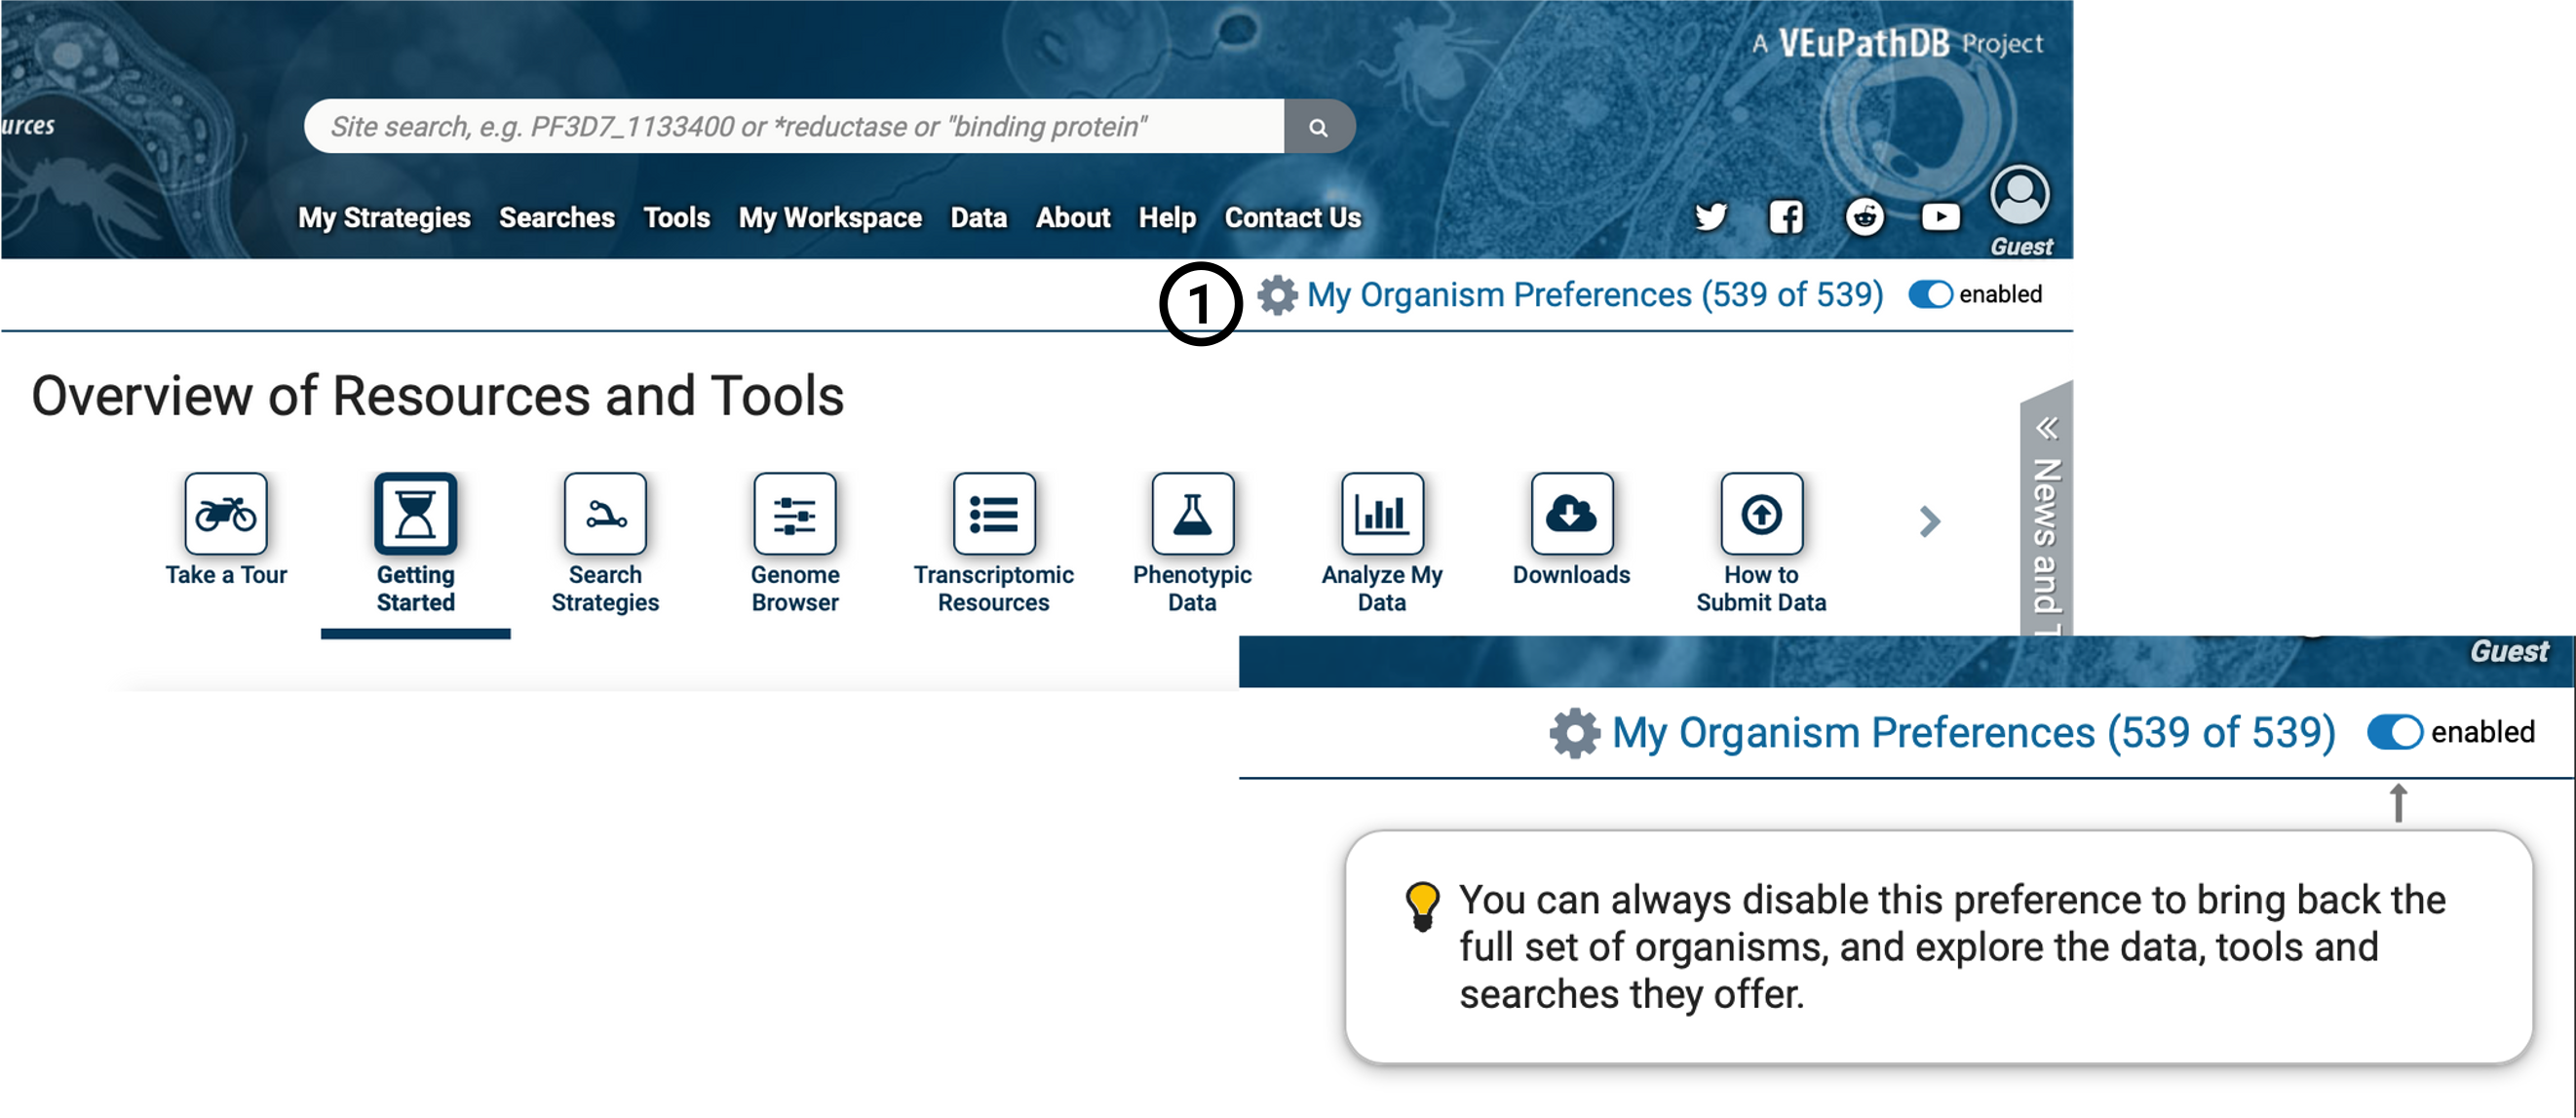 A VEuPathDB Project
urces
Site search, e.g. PF3D7_1133400 or *reductase or "binding protein"
My Strategies Searches Tools My Workspace Data About Help Contact Us
Guest
1 My Organism Preferences (539 of 539) enabled
Overview of Resources and Tools
Take a Tour
Getting
Started
Search
Strategies
Genome
Browser
Transcriptomic
Resources
Phenotypic
Data
Analyze My
Data
Downloads
How to
Submit Data
News and T
Guest
My Organism Preferences (539 of 539) enabled
You can always disable this preference to bring back the
full set of organisms, and explore the data, tools and
searches they offer.